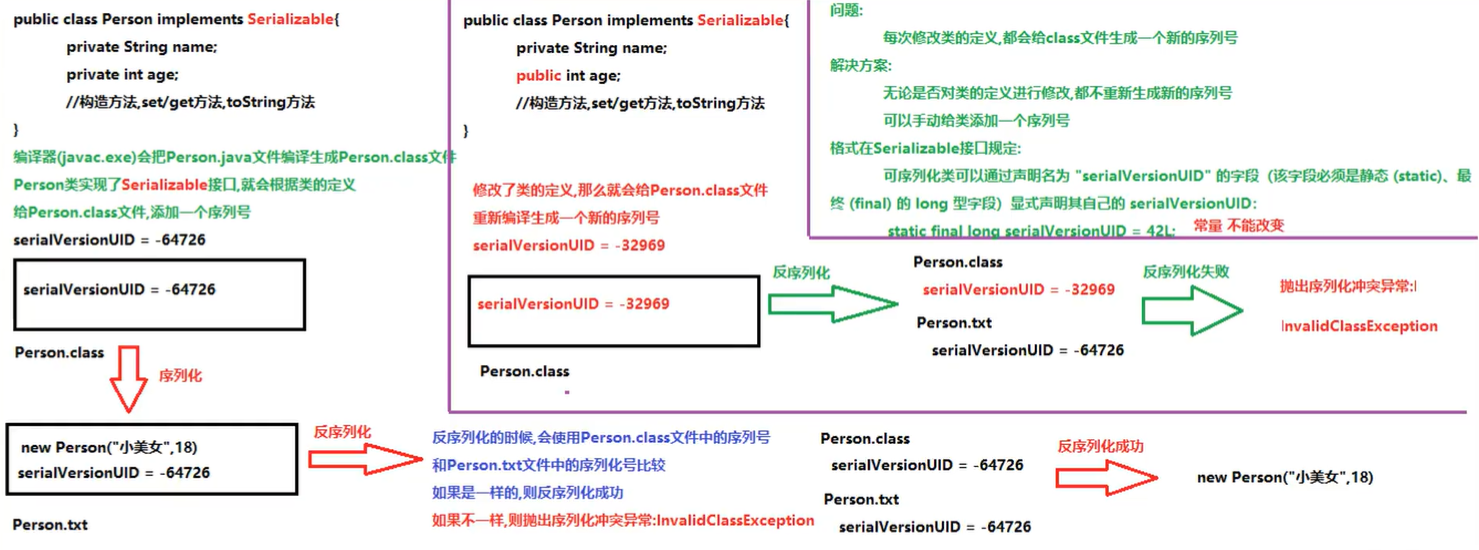 public class Person implements Serializable{
private String name;
private int age;
//构造方法,set/get方法,toString方法
}
编译器(javac.exe)会把Person.java文件编译生成Person.class文件
Person类实现了Serializable接口,就会根据类的定义
给Person.class文件,添加一个序列号
serialVersionUID = -64726
serialVersionUID = -64726
Person.class
序列化
new Person("小美女",18)
serialVersionUID = -64726
Person.txt
public class Person implements Serializable{
private String name;
public int age;
//构造方法,set/get方法,toString方法
}
修改了类的定义,那么就会给Person.class文件
重新编译生成一个新的序列号
serialVersionUID = -32969
serialVersionUID = -32969
Person.class
问题:
每次修改类的定义,都会给class文件生成一个新的序列号
解决方案:
无论是否对类的定义进行修改,都不重新生成新的序列号
可以手动给类添加一个序列号
格式在Serializable接口规定:
可序列化类可以通过声明名为 "serialVersionUID" 的字段（该字段必须是静态 (static)、最
终 (final) 的 long 型字段）显式声明其自己的 serialVersionUID：
static final long serialVersionUID = 42L; 常量 不能改变
反序列化
Person.class
serialVersionUID = -32969
Person.txt
serialVersionUID = -64726
反序列化失败
抛出序列化冲突异常:I
InvalidClassException
反序列化
反序列化的时候,会使用Person.class文件中的序列号
和Person.txt文件中的序列化号比较
如果是一样的,则反序列化成功
如果不一样,则抛出序列化冲突异常:InvalidClassException
Person.class
serialVersionUID = -64726
Person.txt
serialVersionUID = -64726
反序列化成功
new Person("小美女",18)